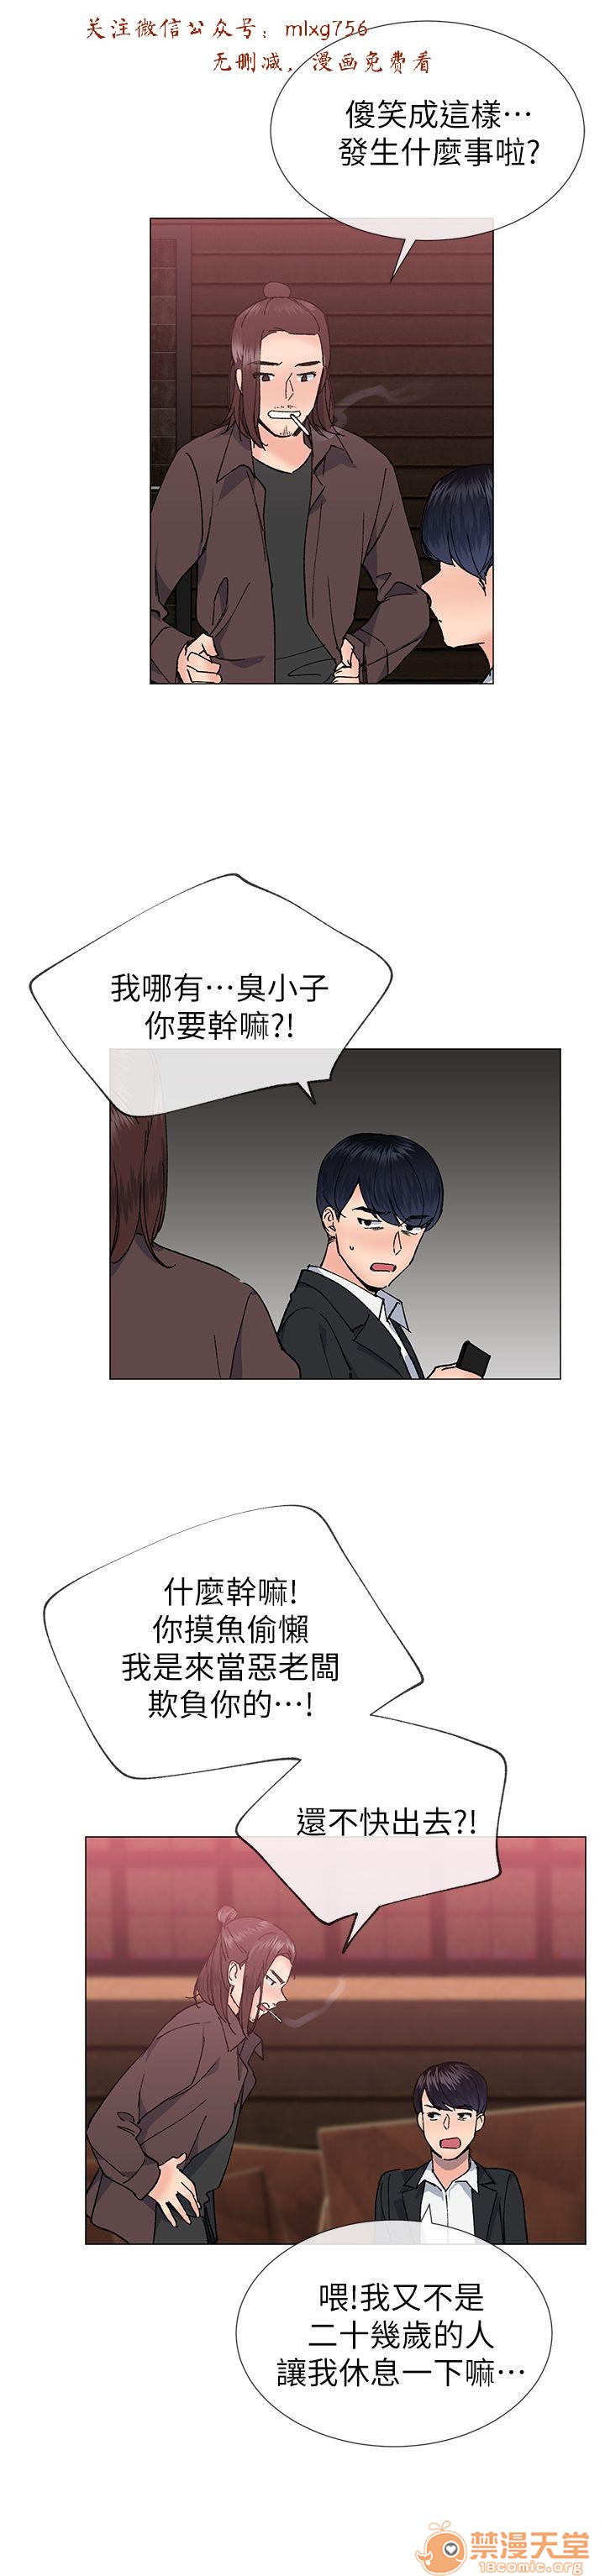 关注微信公众号：mlxg756
无删减，漫画免费看
傻笑成這樣⋯
發生什麼事啦?
我哪有⋯臭小子
你要幹嘛?!
什麼幹嘛!
你摸魚偷懶
我是來當惡老闆
欺負你的⋯!
還不快出去?!
喂!我又不是
二十幾歲的人
讓我休息一下嘛⋯
禁漫天堂
18comic.org